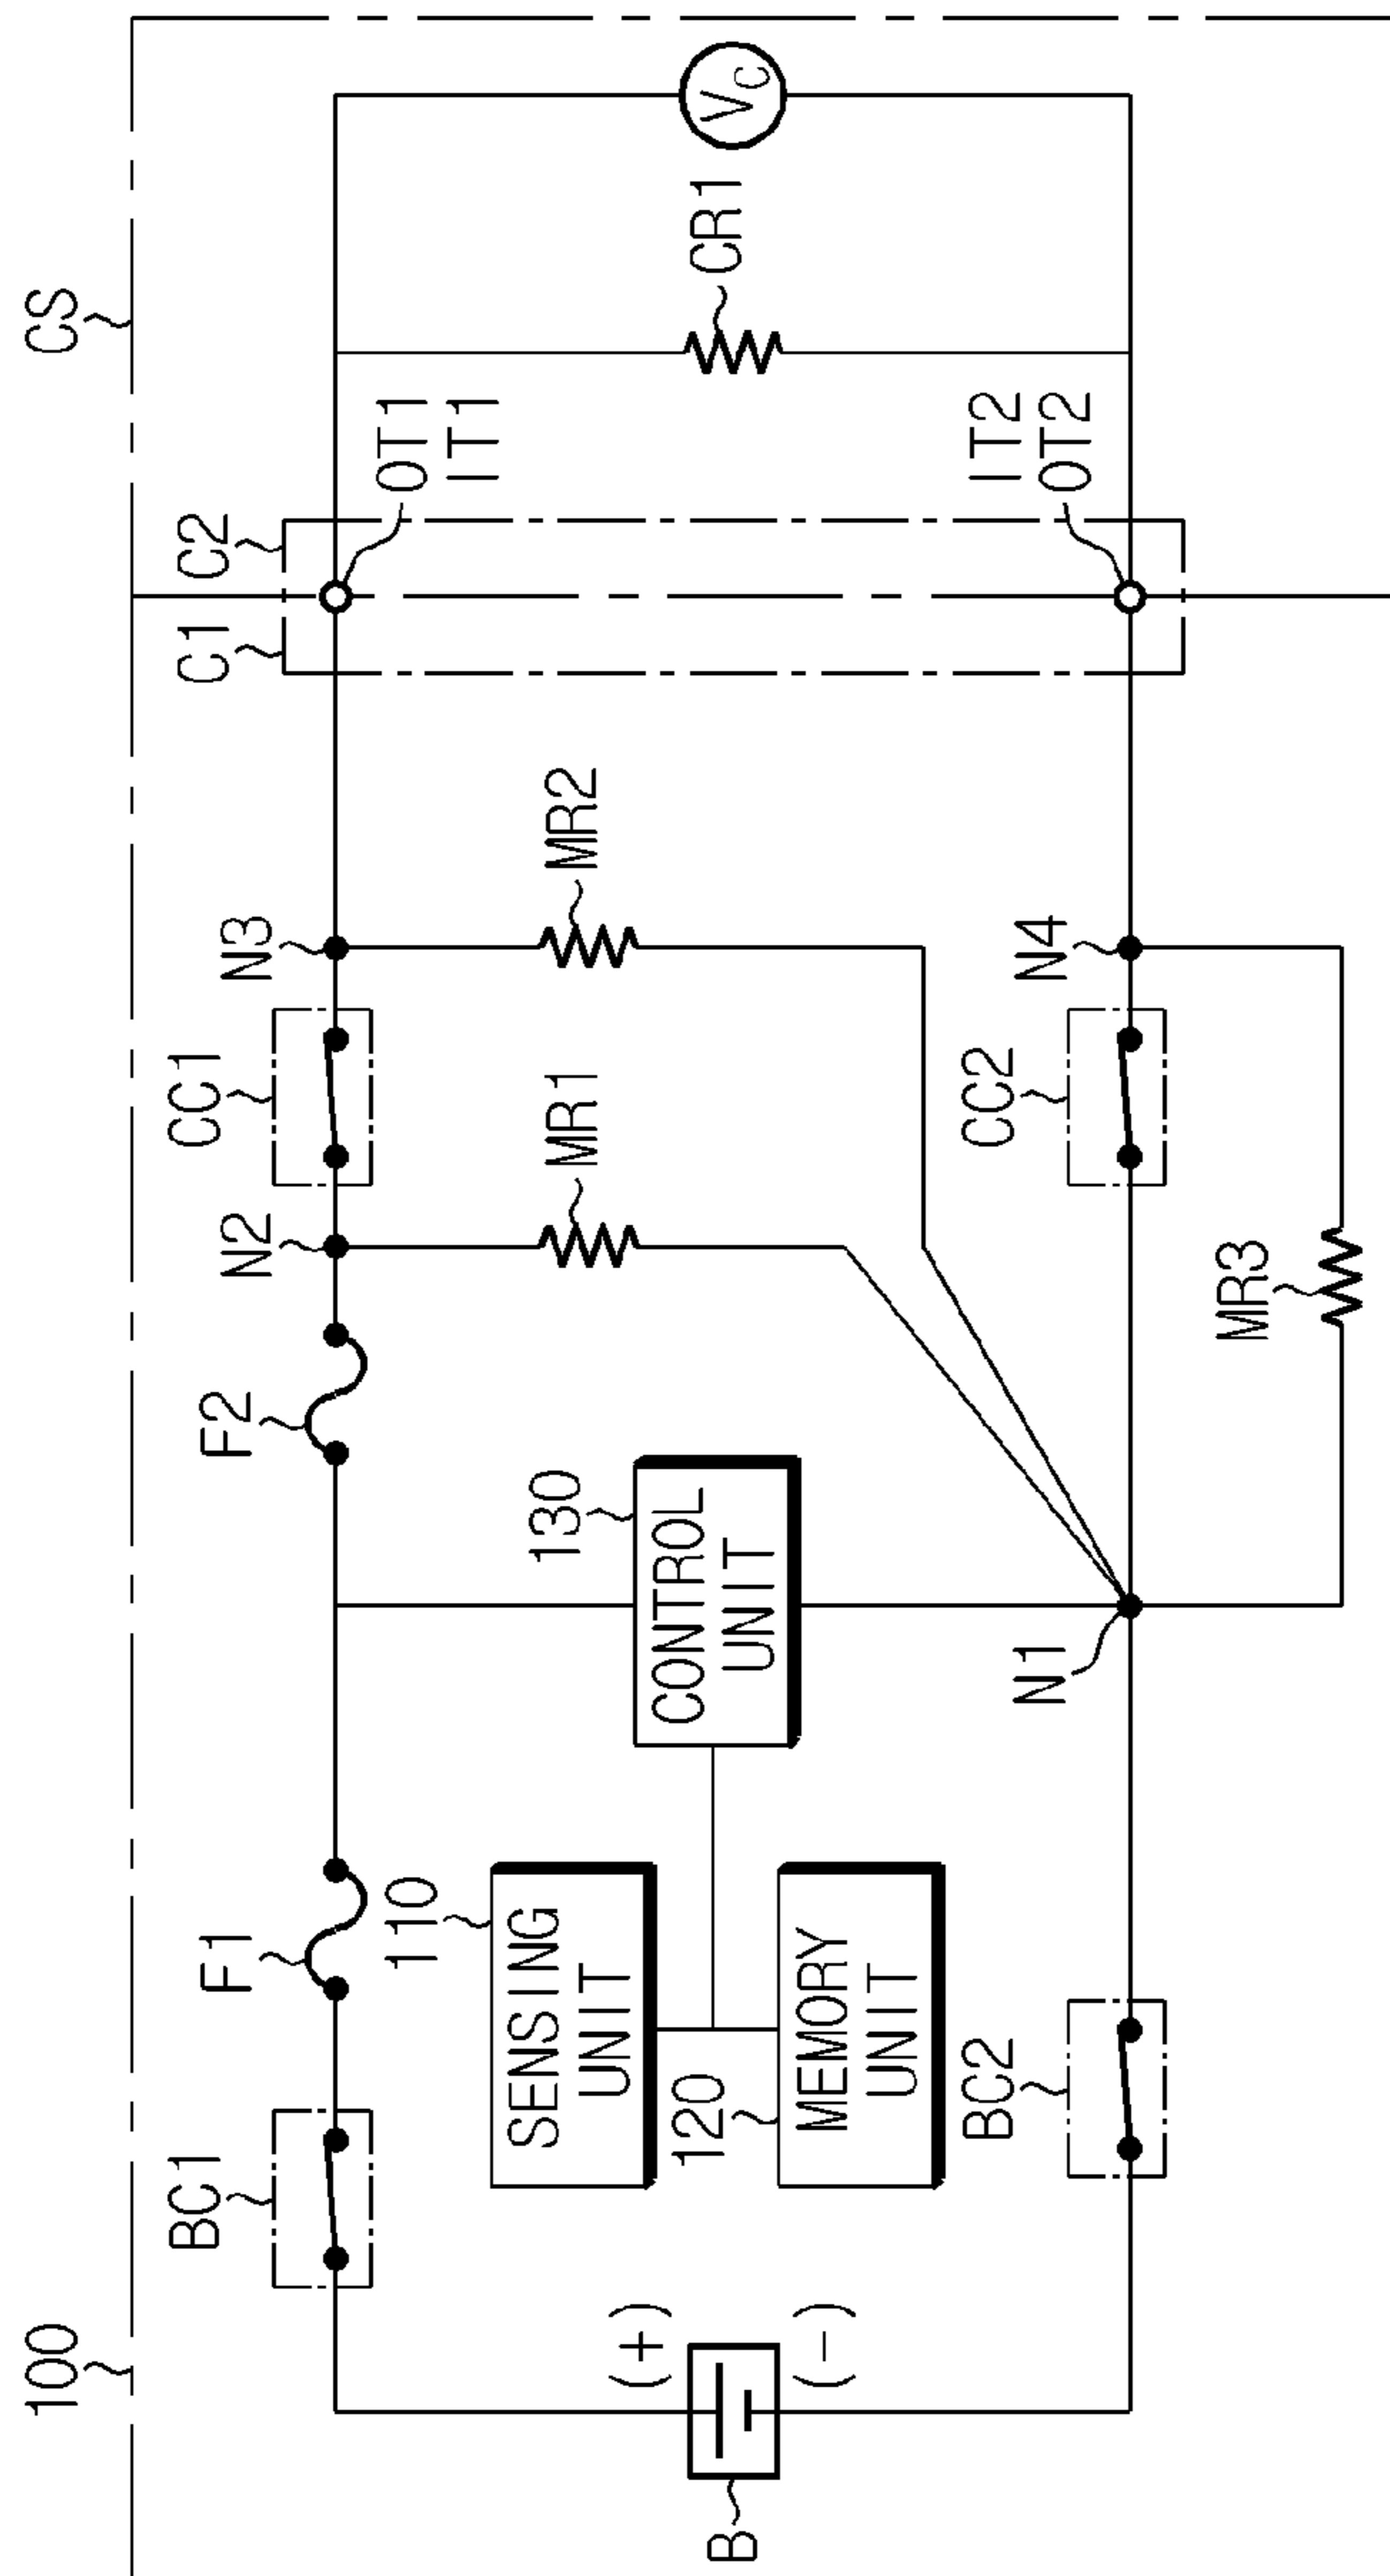 100
CS
BC1
F1
F2
N2
CC1
N3
C1
C2
OT1
IT1
(+)
B
(-)
110
SENSING
UNIT
120
MEMORY
UNIT
130
CONTROL
UNIT
MR1
MR2
CR1
VC
BC2
N1
CC2
N4
IT2
OT2
MR3